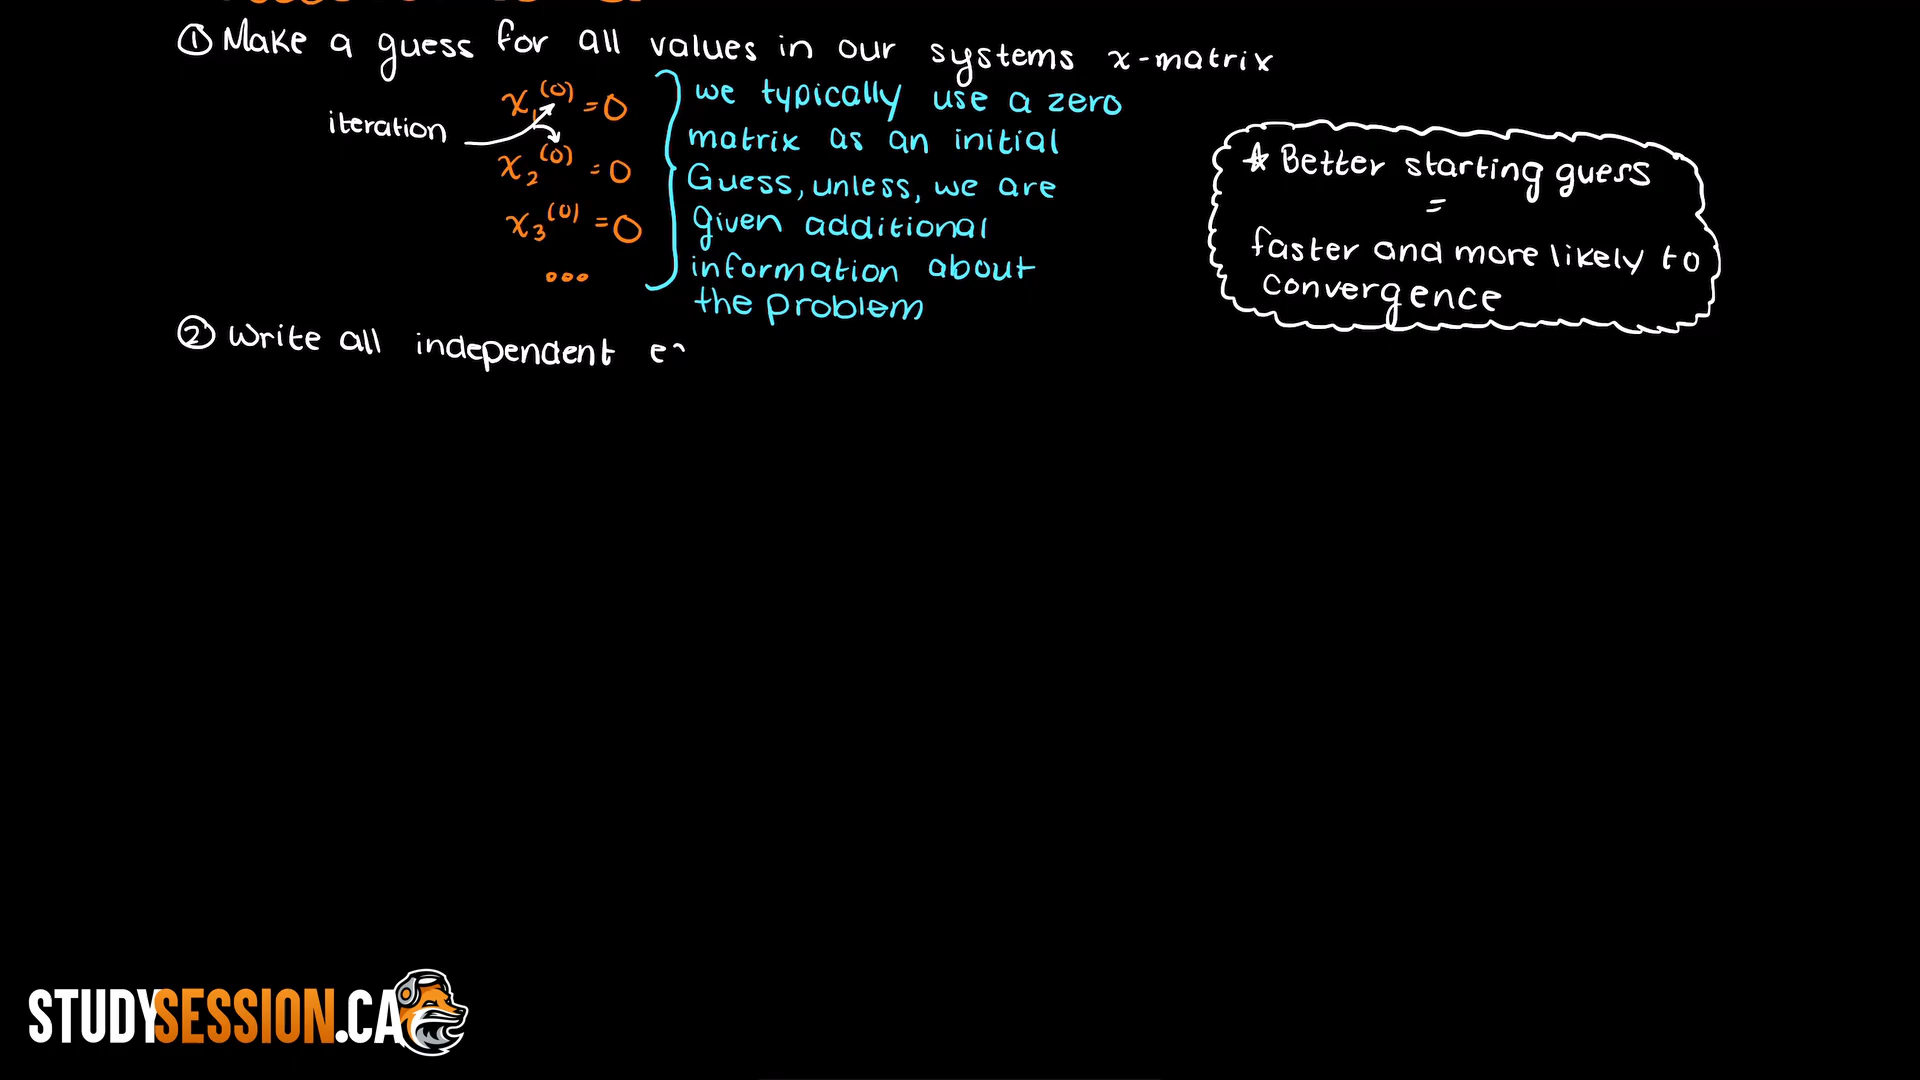 ① Make a guess for all values in our systems x-matrix
x₁⁽⁰⁾ = 0
iteration
x₂⁽⁰⁾ = 0
x₃⁽⁰⁾ = 0
...
we typically use a zero
matrix as an initial
Guess, unless, we are
given additional
information about
the problem
* Better starting guess
=
faster and more likely to
convergence
② Write all independent
STUDYSESSION.CA